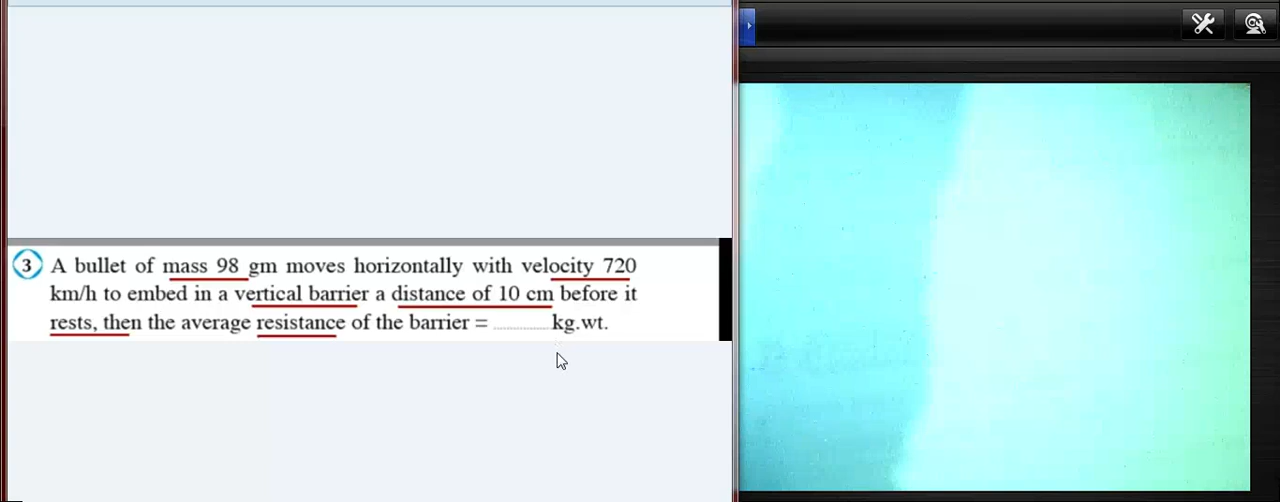 3 A bullet of mass 98 gm moves horizontally with velocity 720
km/h to embed in a vertical barrier a distance of 10 cm before it
rests, then the average resistance of the barrier = ............ kg.wt.